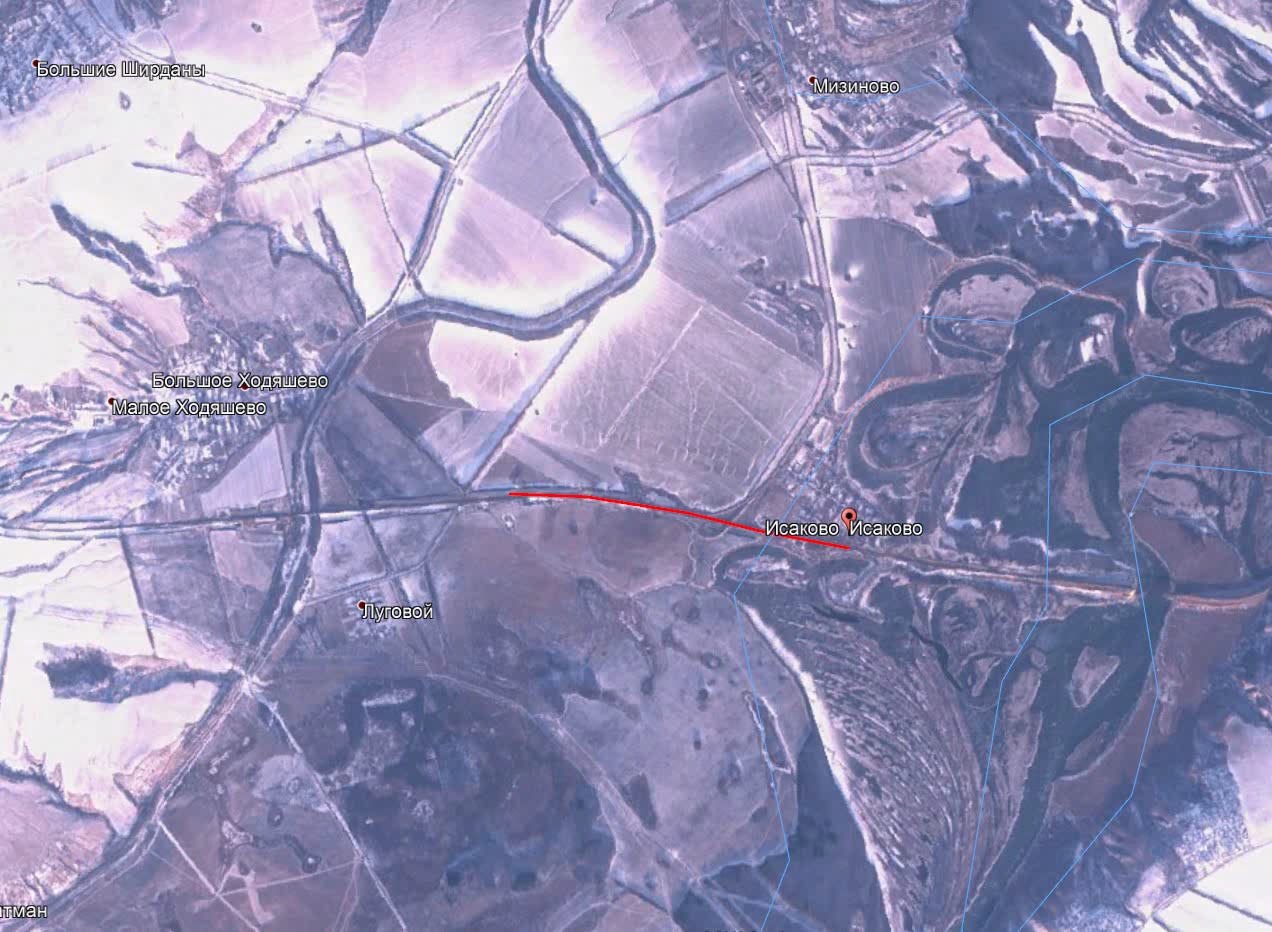 Большие Ширданы
Мизиново
Большое Ходяшево
Малое Ходяшево
Исаково Исаково
Луговой